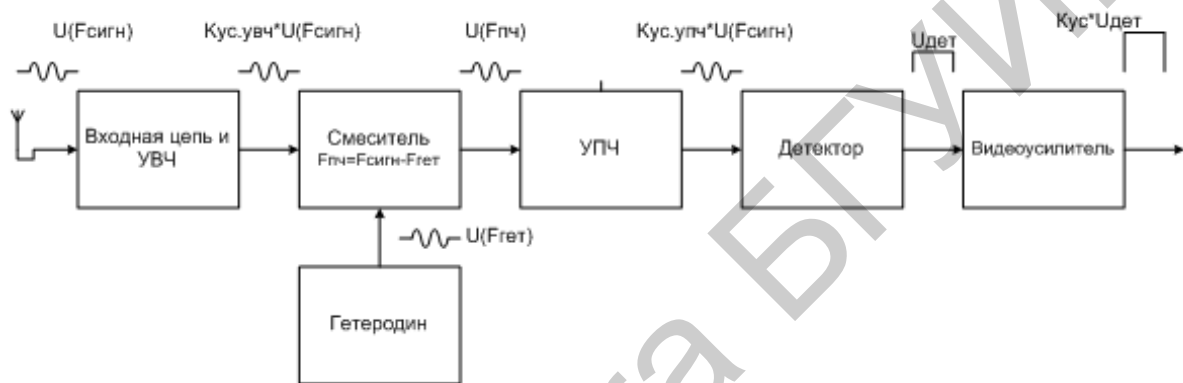 U(Fсигн)
Кус.увч*U(Fсигн)
U(Fпч)
Кус.упч*U(Fсигн)
Uдет
Кус*Uдет
Входная цепь и
УВЧ
Смеситель
Fпч=Fсигн-Fгет
УПЧ
Детектор
Видеоусилитель
U(Fгет)
Гетеродин